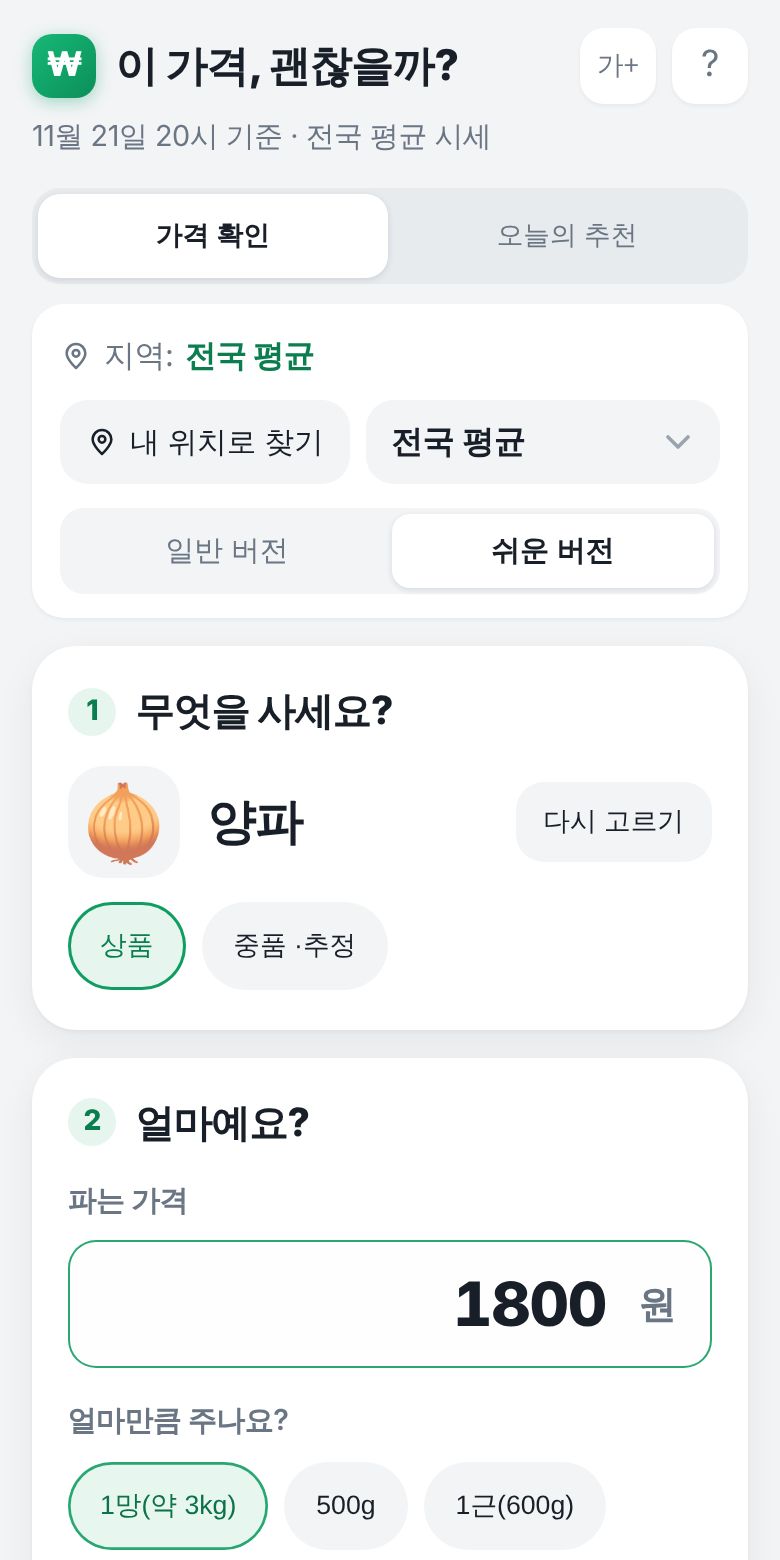 ₩ 이 가격, 괜찮을까? 가+ ?
11월 21일 20시 기준 · 전국 평균 시세
가격 확인 오늘의 추천
지역: 전국 평균
내 위치로 찾기 전국 평균
일반 버전 쉬운 버전
1 무엇을 사세요?
양파 다시 고르기
상품 중품 ·추정
2 얼마예요?
파는 가격
1800 원
얼마만큼 주나요?
1망(약 3kg) 500g 1근(600g)